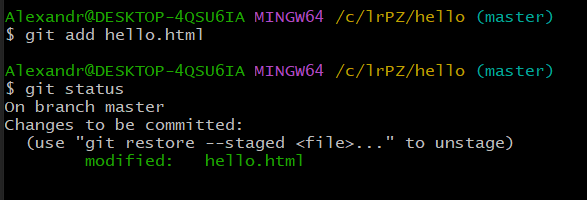 Alexandr@DESKTOP-4QSU6IA MINGW64 /c/lrPZ/hello (master)
$ git add hello.html
Alexandr@DESKTOP-4QSU6IA MINGW64 /c/lrPZ/hello (master)
$ git status
On branch master
Changes to be committed:
  (use "git restore --staged <file>..." to unstage)
        modified:   hello.html